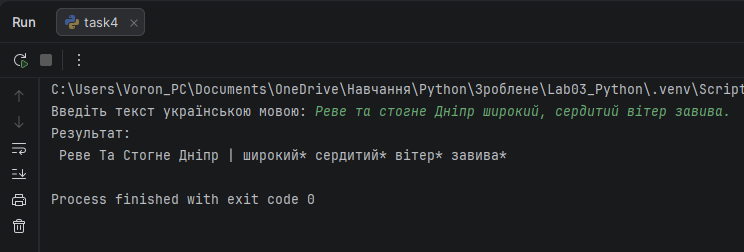 Run task4
C:\Users\Voron_PC\Documents\OneDrive\Навчання\Python\Зроблене\Lab03_Python\.venv\Script
Введіть текст українською мовою: Реве та стогне Дніпр широкий, сердитий вітер завива.
Результат:
Реве Та Стогне Дніпр | широкий* сердитий* вітер* завива*
Process finished with exit code 0